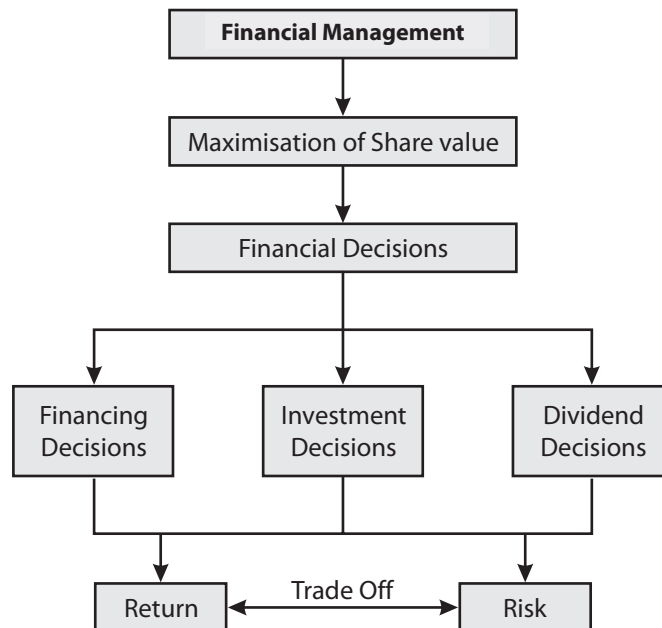 Financial Management
Maximisation of Share value
Financial Decisions
Financing
Decisions
Investment
Decisions
Dividend
Decisions
Trade Off
Return
Risk